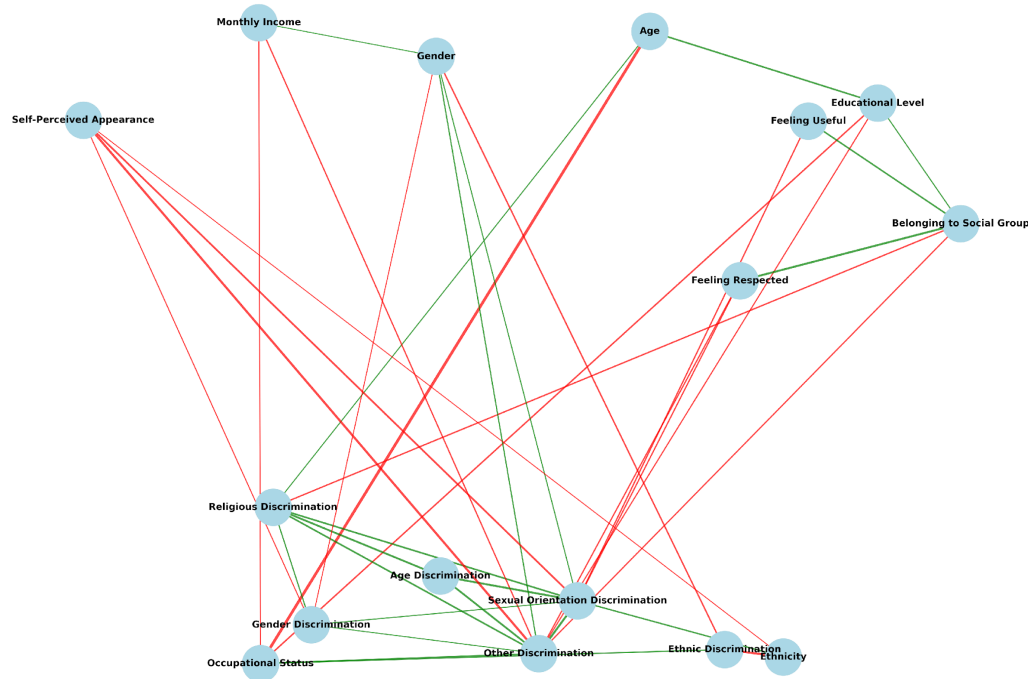 Monthly Income
Age
Gender
Educational Level
Self-Perceived Appearance
Feeling Useful
Belonging to Social Group
Feeling Respected
Religious Discrimination
Age Discrimination
Sexual Orientation Discrimination
Gender Discrimination
Ethnic Discrimination
Other Discrimination
Ethnicity
Occupational Status